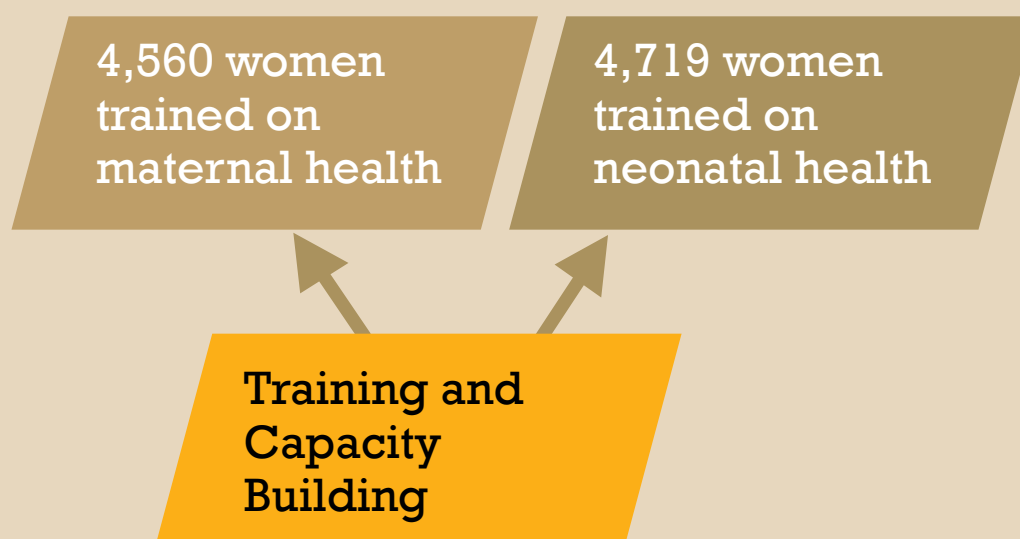 4,560 women
trained on
maternal health
4,719 women
trained on
neonatal health
Training and
Capacity
Building